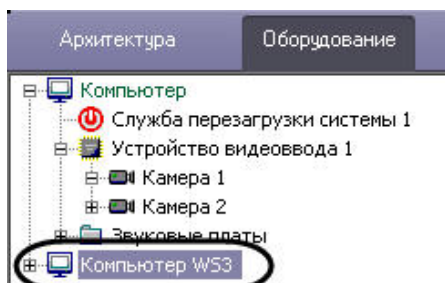 Архитектура Оборудование
Компьютер
Служба перезагрузки системы 1
Устройство видеоввода 1
Камера 1
Камера 2
Звуковые платы
Компьютер WS3